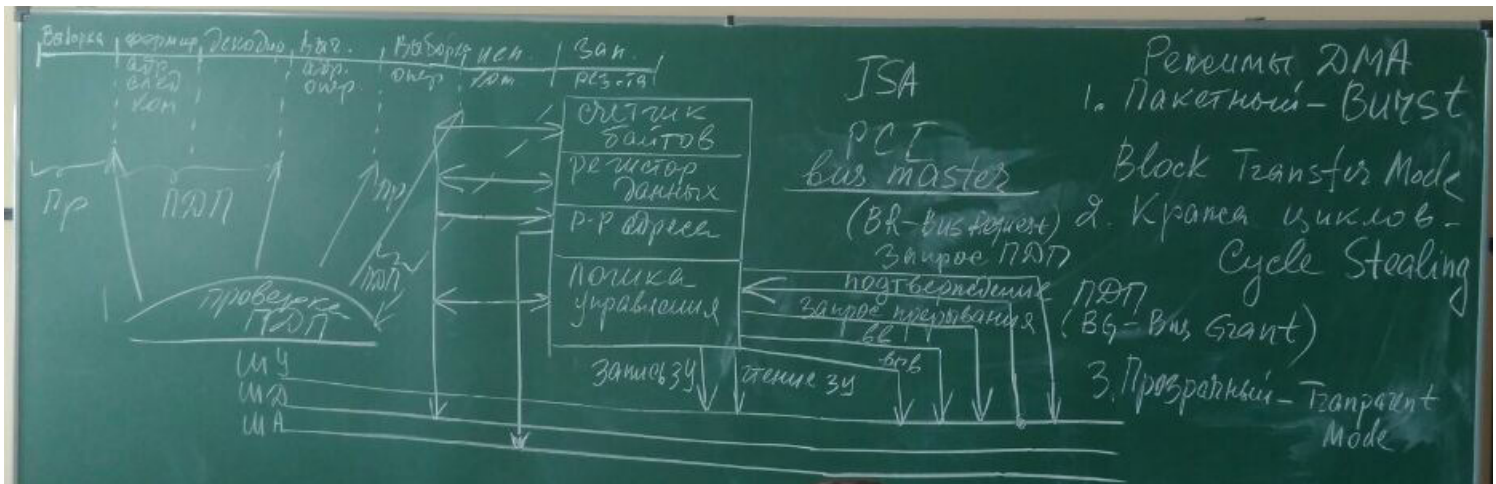 Выборка | формир | Декодир | Выч. | Выборка | исп. | Зап.
адр. след ком | адр. опер. | опер. | ком | рез-та
Пр
ПДП
Пр
ПДП
проверка
ПДП
ШУ
ШД
ША
счётчик
байтов
регистор
данных
Р-р адреса
логика
управления
запись ЗУ
чтение ЗУ
ISA
PCI
bus master
(BR-Bus Request)
Запрос ПДП
подтверждение ПДП
(BG-Bus Grant)
запрос прерывания
Режимы DMA
1. Пакетный - Burst
Block Transfer Mode
2. Кража циклов -
Cycle Stealing
3. Прозрачный - Tranparent
Mode